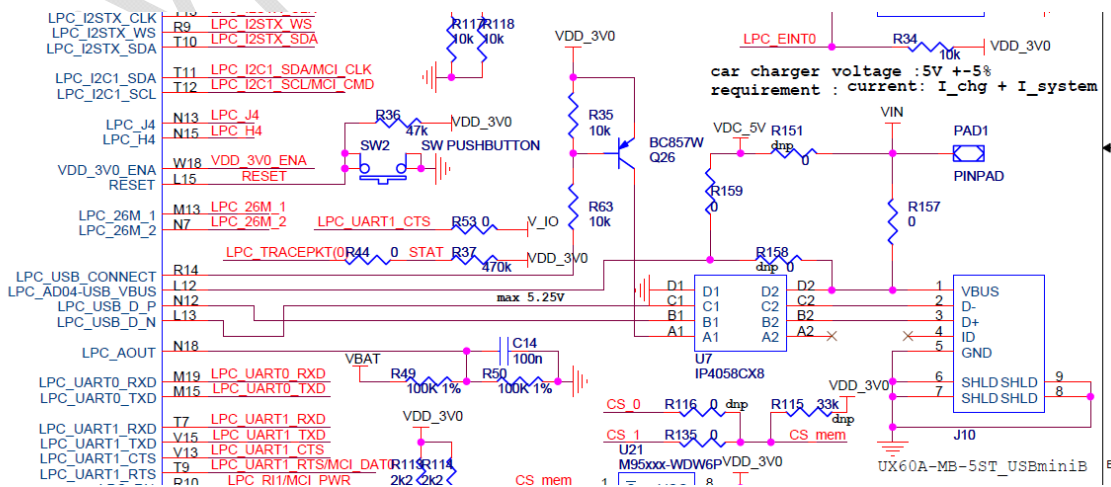 LPC_I2STX_CLK
LPC_I2STX_WS R9 LPC_I2STX_WS
LPC_I2STX_SDA T10 LPC_I2STX_SDA
LPC_I2C1_SDA T11 LPC_I2C1_SDA/MCI_CLK
LPC_I2C1_SCL T12 LPC_I2C1_SCL/MCI_CMD
LPC_J4 N13 LPC_J4
LPC_H4 N15 LPC_H4
VDD_3V0_ENA W18 VDD_3V0_ENA
RESET L15 RESET
LPC_26M_1 M13 LPC_26M_1
LPC_26M_2 N7 LPC_26M_2
LPC_USB_CONNECT R14
LPC_AD04-USB_VBUS L12
LPC_USB_D_P N12
LPC_USB_D_N L13
LPC_AOUT N18
LPC_UART0_RXD M19 LPC_UART0_RXD
LPC_UART0_TXD M15 LPC_UART0_TXD
LPC_UART1_RXD T7 LPC_UART1_RXD
LPC_UART1_TXD V15 LPC_UART1_TXD
LPC_UART1_CTS V13 LPC_UART1_CTS
LPC_UART1_RTS T9 LPC_UART1_RTS/MCI_DAT0
R10 LPC_RI1/MCI_PWR
R117 R118
10k 10k
R36
47k VDD_3V0
SW2 SW PUSHBUTTON
LPC_UART1_CTS R53 0 V_IO
LPC_TRACEPKT(0) R44 0 STAT R37 VDD_3V0
470k
VDD_3V0
R35
10k
BC857W
Q26
R63
10k
max 5.25V
VBAT
R49
100K 1%
R50
100K 1%
C14
100n
VDD_3V0
R113 R114
2k2 2k2
CS_mem
LPC_EINT0
R34
10k
VDD_3V0
car charger voltage :5V +-5%
requirement : current: I_chg + I_system
VDC_5V
R151
dnp 0
VIN
PAD1
PINPAD
R159
0
R157
0
R158
dnp 0
D1 D1 D2 D2
C1 C1 C2 C2
B1 B1 B2 B2
A1 A1 A2 A2
U7
IP4058CX8
1 VBUS
2 D-
3 D+
4 ID
5 GND
6 SHLD SHLD 9
7 SHLD SHLD 8
J10
UX60A-MB-5ST_USBminiB
CS_0 R116 0 dnp
CS_1 R135 0
R115 33k VDD_3V0
dnp
CS_mem
U21
M95xxx-WDW6P
VDD_3V0
1 8